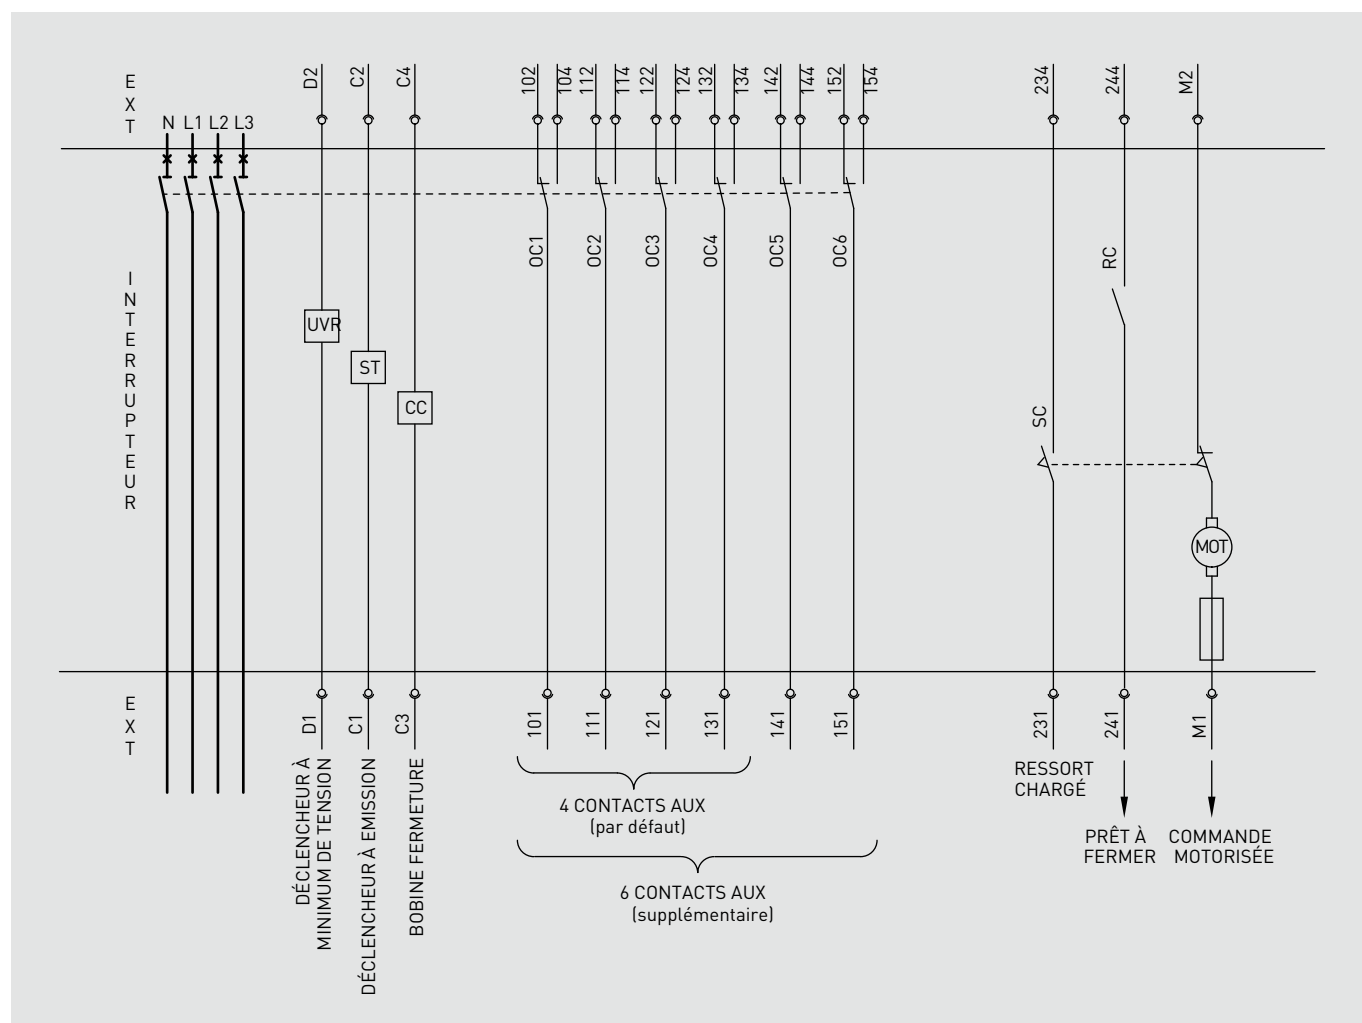 EXT
D2
C2
C4
102
104
112
114
122
124
132
134
142
144
152
154
234
244
M2
N L1 L2 L3
INTERRUPTEUR
OC1
OC2
OC3
OC4
OC5
OC6
RC
UVR
ST
CC
SC
MOT
EXT
D1
C1
C3
101
111
121
131
141
151
231
241
M1
DÉCLENCHEUR À
MINIMUM DE TENSION
DÉCLENCHEUR À EMISSION
BOBINE FERMETURE
4 CONTACTS AUX
(par défaut)
6 CONTACTS AUX
(supplémentaire)
RESSORT
CHARGÉ
PRÊT À
FERMER
COMMANDE
MOTORISÉE